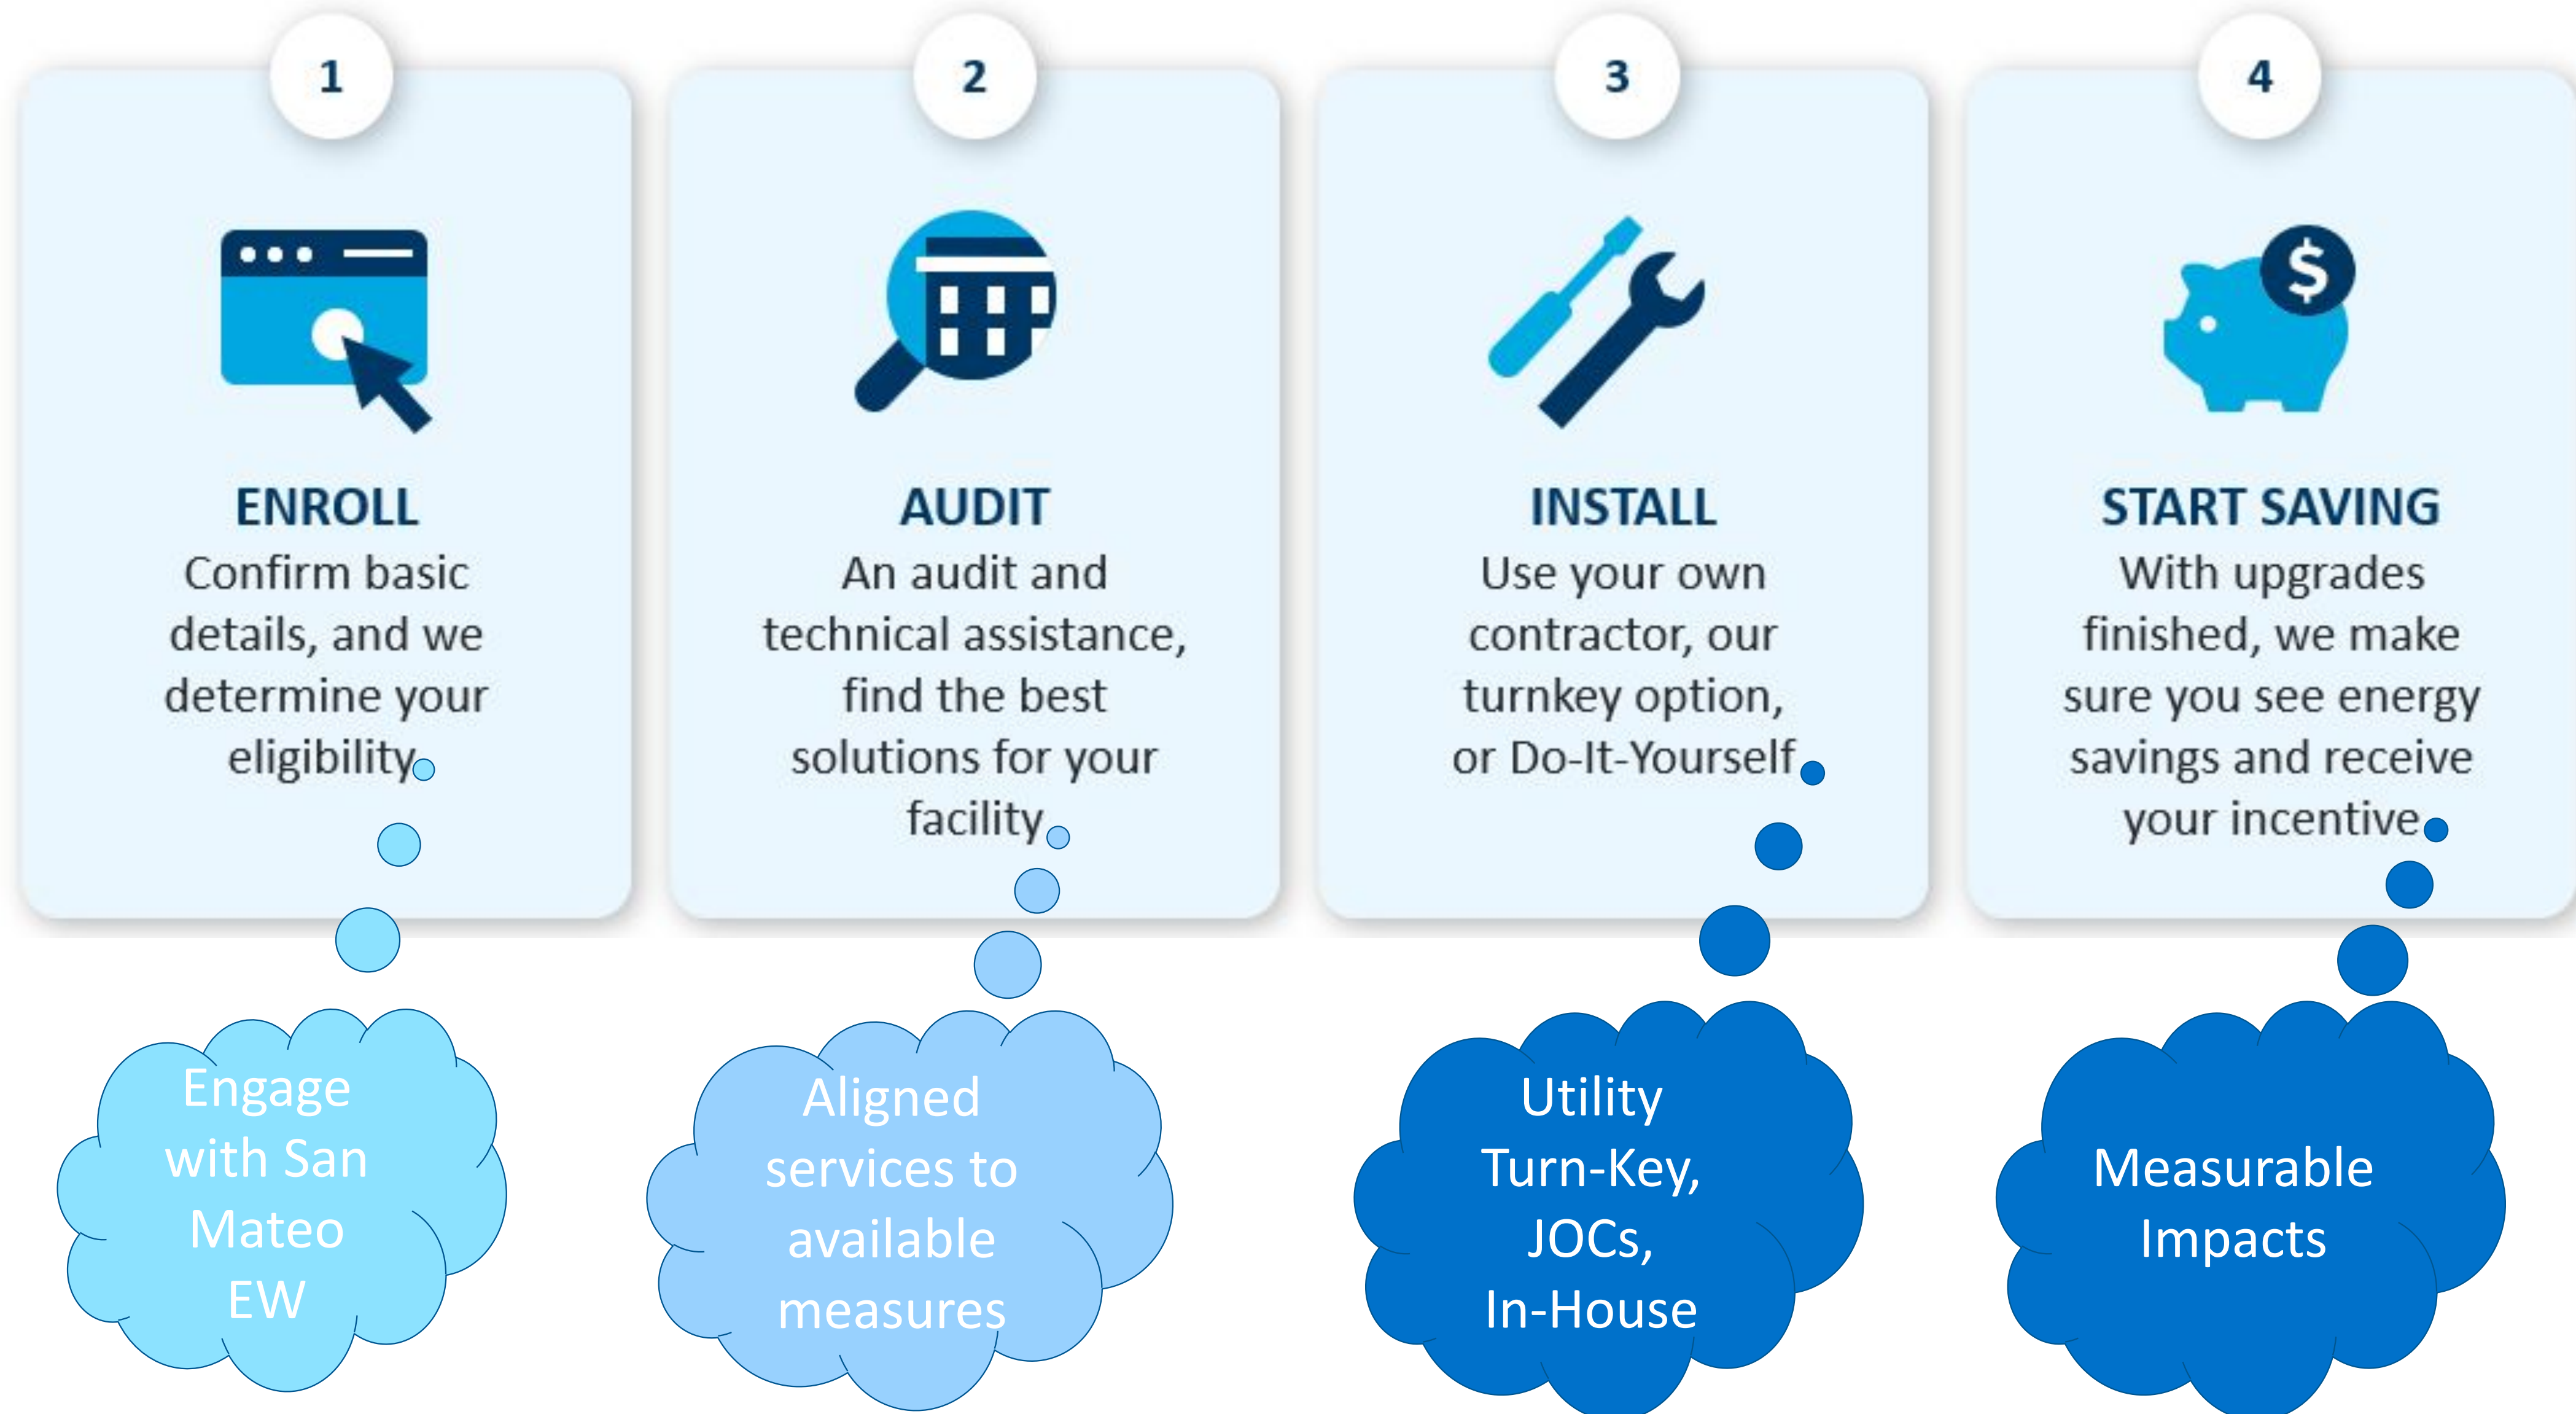 1
ENROLL
Confirm basic
details, and we
determine your
eligibility
2
AUDIT
An audit and
technical assistance,
find the best
solutions for your
facility
3
INSTALL
Use your own
contractor, our
turnkey option,
or Do-It-Yourself
4
$
START SAVING
With upgrades
finished, we make
sure you see energy
savings and receive
your incentive
Engage
with San
Mateo
EW
Aligned
services to
available
measures
Utility
Turn-Key,
JOCs,
In-House
Measurable
Impacts